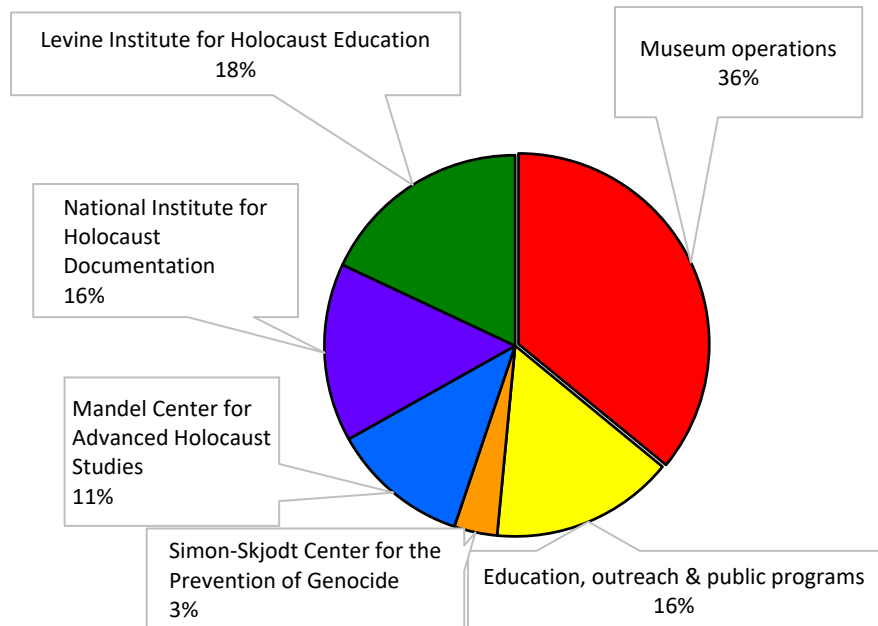 Levine Institute for Holocaust Education
18%
Museum operations
36%
National Institute for
Holocaust
Documentation
16%
Mandel Center for
Advanced Holocaust
Studies
11%
Simon-Skjodt Center for the
Prevention of Genocide
3%
Education, outreach & public programs
16%